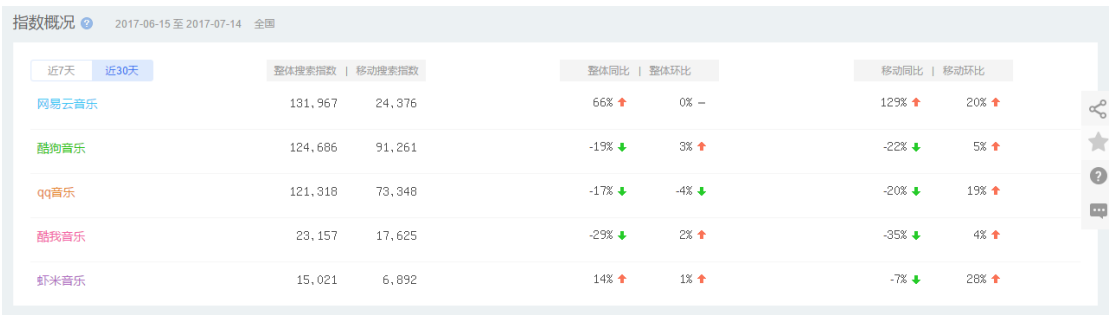 指数概况 ? 2017-06-15 至 2017-07-14 全国
近7天 近30天 整体搜索指数 | 移动搜索指数 整体同比 | 整体环比 移动同比 | 移动环比
网易云音乐 131,967 24,376 66% 0% – 129% 20%
酷狗音乐 124,686 91,261 -19% 3% -22% 5%
qq音乐 121,318 73,348 -17% -4% -20% 19%
酷我音乐 23,157 17,625 -29% 2% -35% 4%
虾米音乐 15,021 6,892 14% 1% -7% 28%